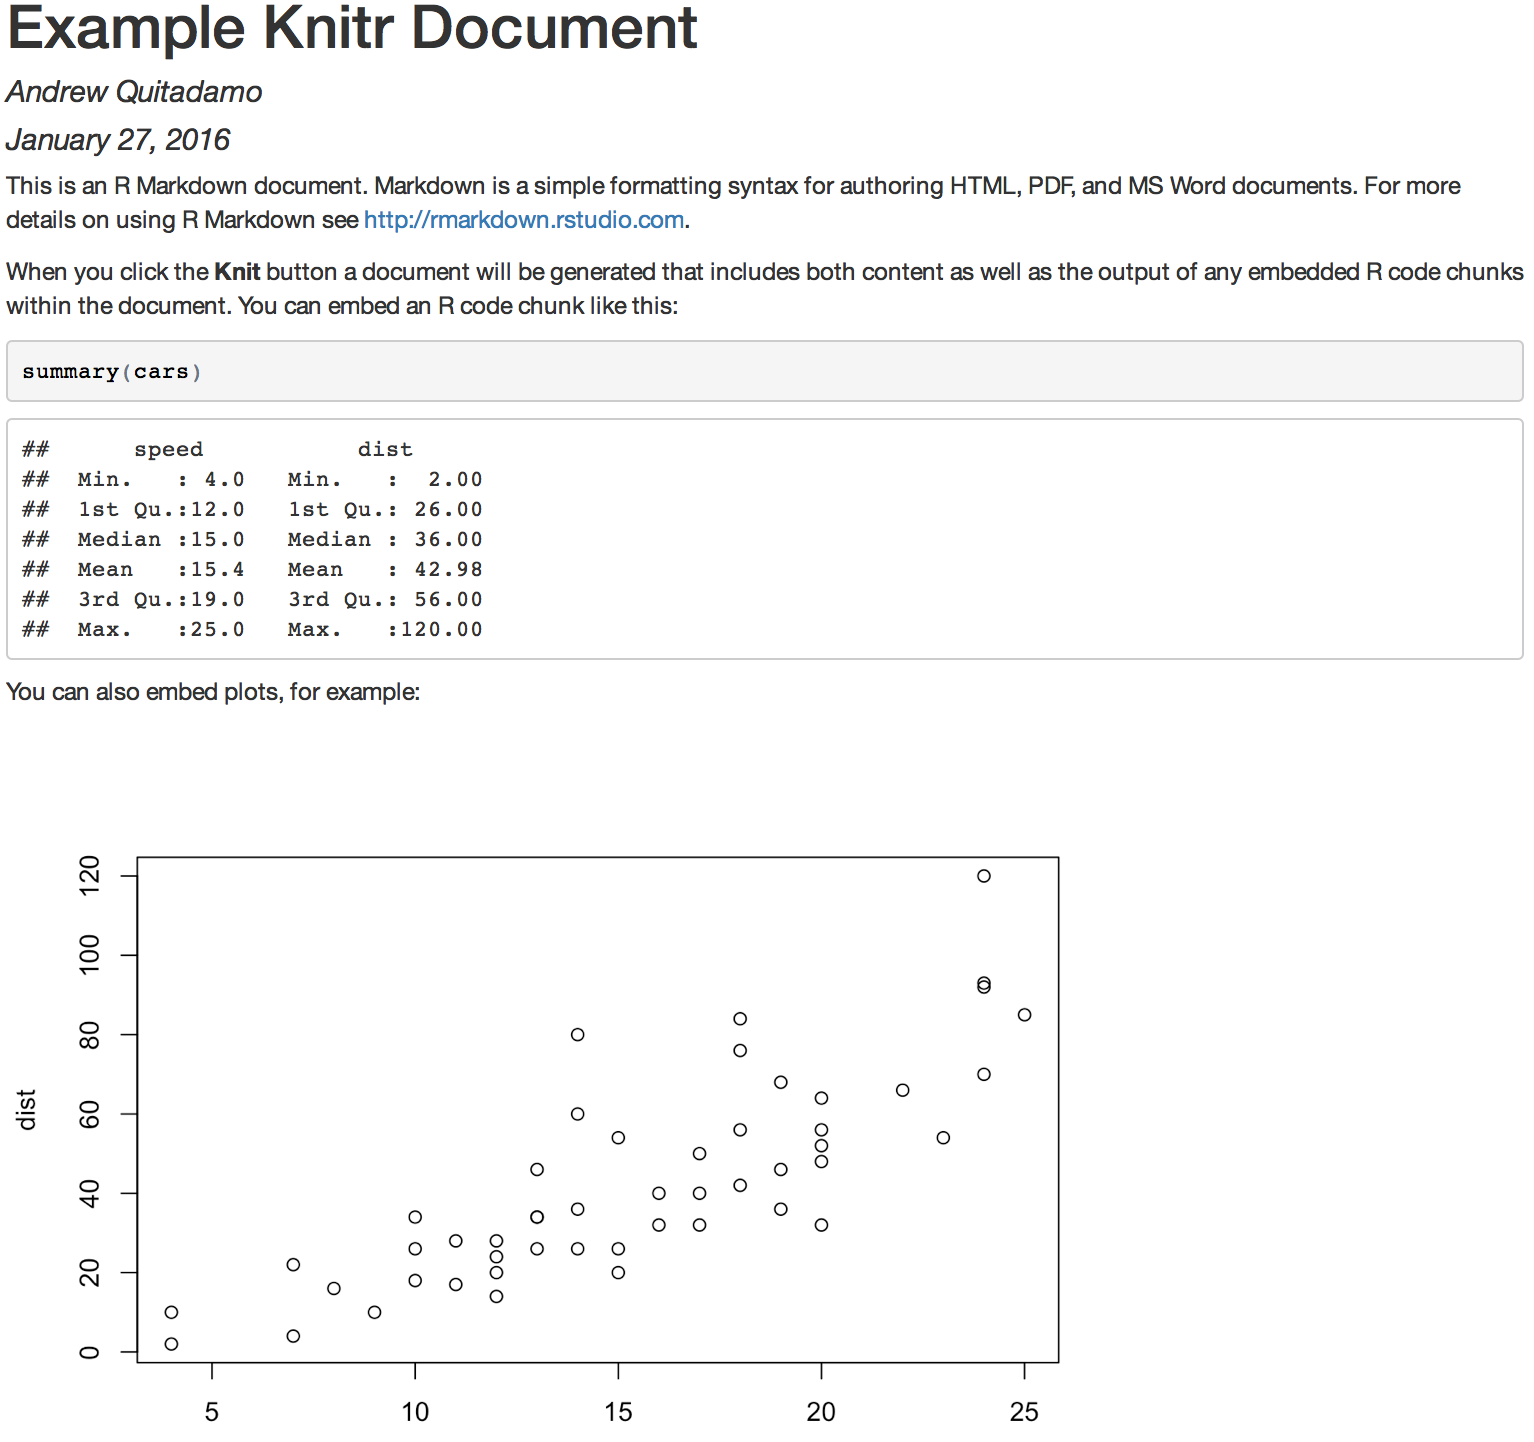 Example Knitr Document
Andrew Quitadamo
January 27, 2016
This is an R Markdown document. Markdown is a simple formatting syntax for authoring HTML, PDF, and MS Word documents. For more
details on using R Markdown see http://rmarkdown.rstudio.com.
When you click the Knit button a document will be generated that includes both content as well as the output of any embedded R code chunks
within the document. You can embed an R code chunk like this:
summary(cars)
##      speed           dist
##  Min.   : 4.0   Min.   :  2.00
##  1st Qu.:12.0   1st Qu.: 26.00
##  Median :15.0   Median : 36.00
##  Mean   :15.4   Mean   : 42.98
##  3rd Qu.:19.0   3rd Qu.: 56.00
##  Max.   :25.0   Max.   :120.00
You can also embed plots, for example:
120
100
80
60
40
20
0
dist
5 10 15 20 25